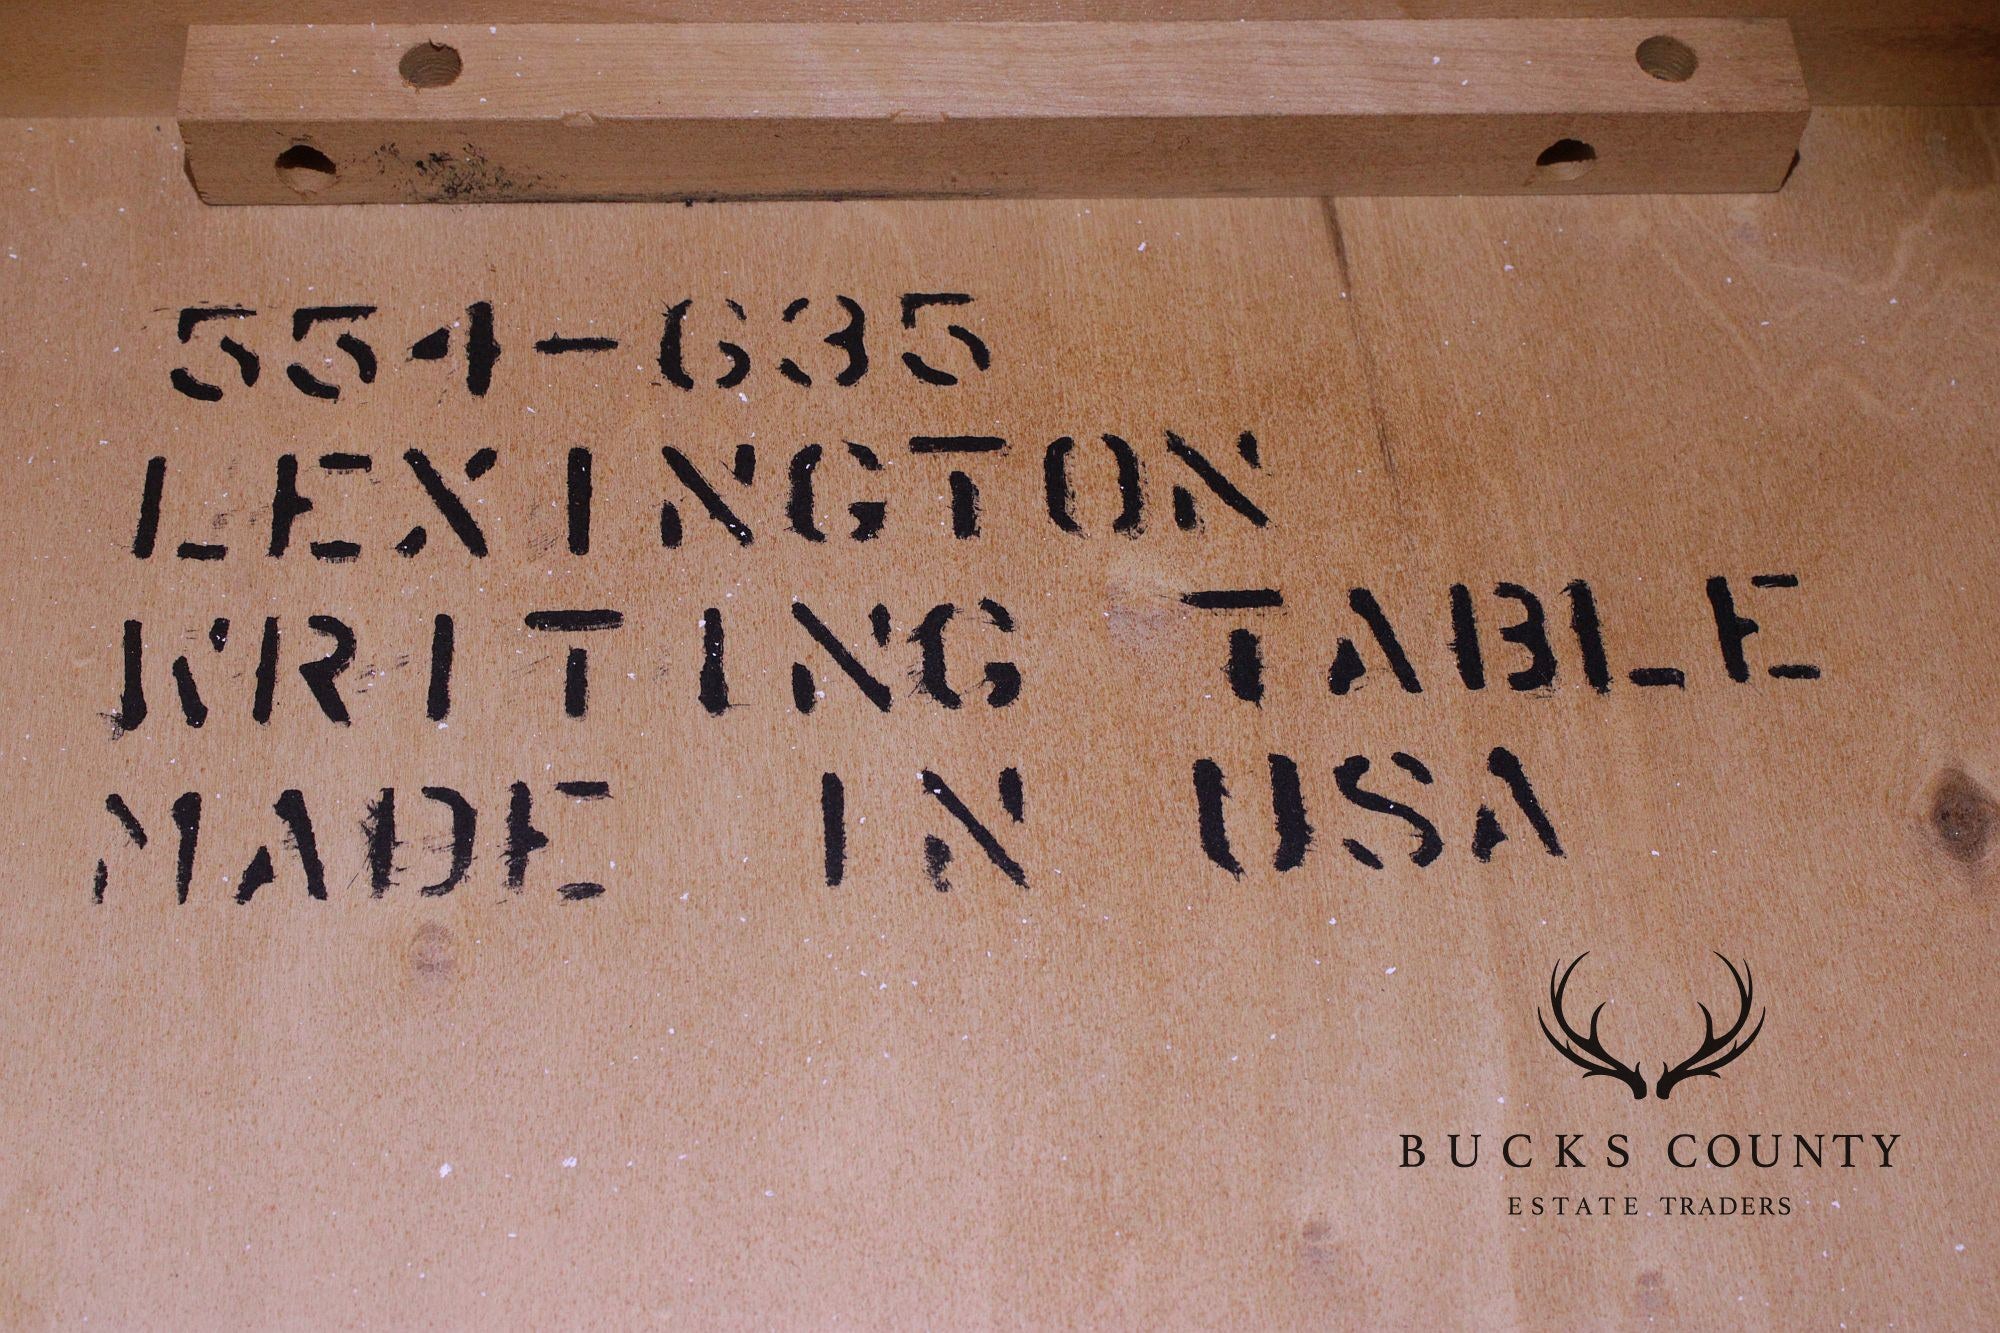 554-635
LEXINGTON
WRITING TABLE
MADE IN USA
BUCKS COUNTY
ESTATE TRADERS